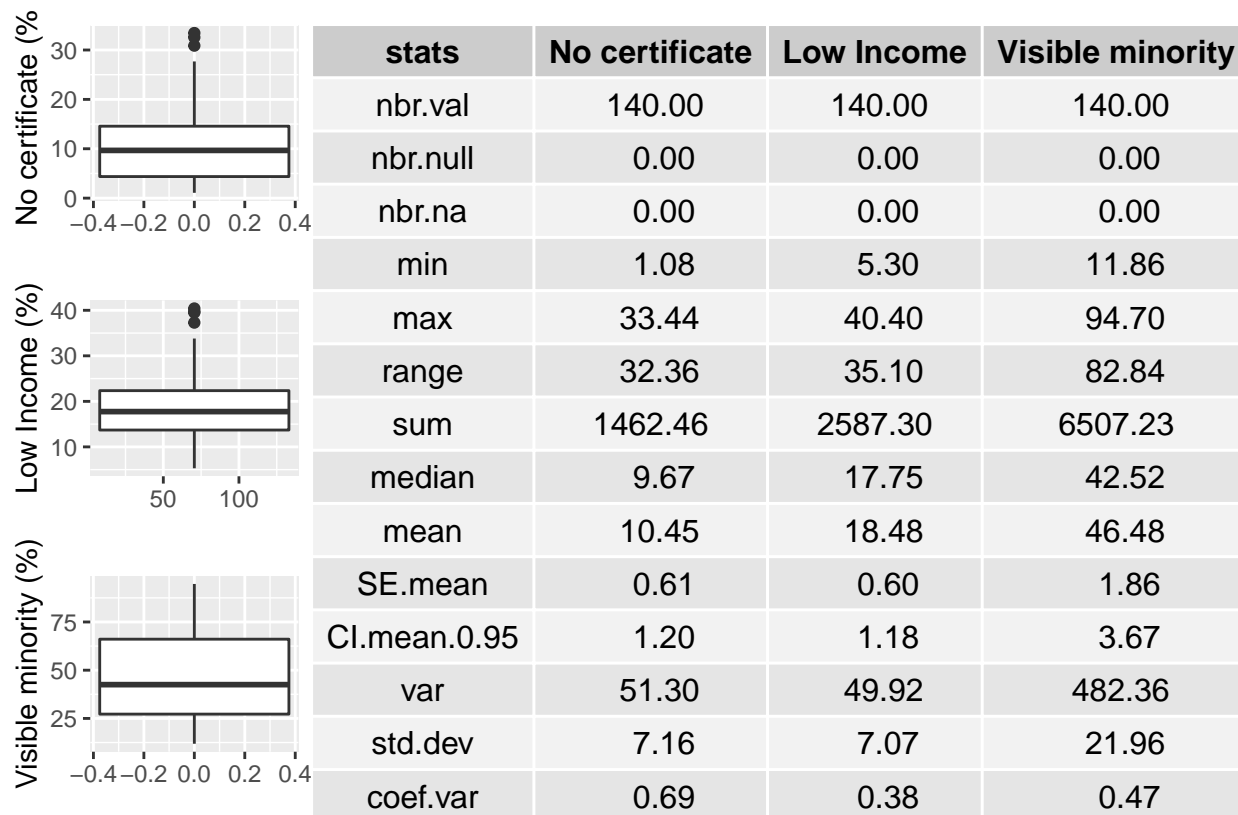 No certificate (%
30
20
10
0
−0.4 −0.2 0.0 0.2 0.4
Low Income (%)
40
30
20
10
50 100
Visible minority (%)
75
50
25
−0.4 −0.2 0.0 0.2 0.4
stats No certificate Low Income Visible minority
nbr.val 140.00 140.00 140.00
nbr.null 0.00 0.00 0.00
nbr.na 0.00 0.00 0.00
min 1.08 5.30 11.86
max 33.44 40.40 94.70
range 32.36 35.10 82.84
sum 1462.46 2587.30 6507.23
median 9.67 17.75 42.52
mean 10.45 18.48 46.48
SE.mean 0.61 0.60 1.86
CI.mean.0.95 1.20 1.18 3.67
var 51.30 49.92 482.36
std.dev 7.16 7.07 21.96
coef.var 0.69 0.38 0.47